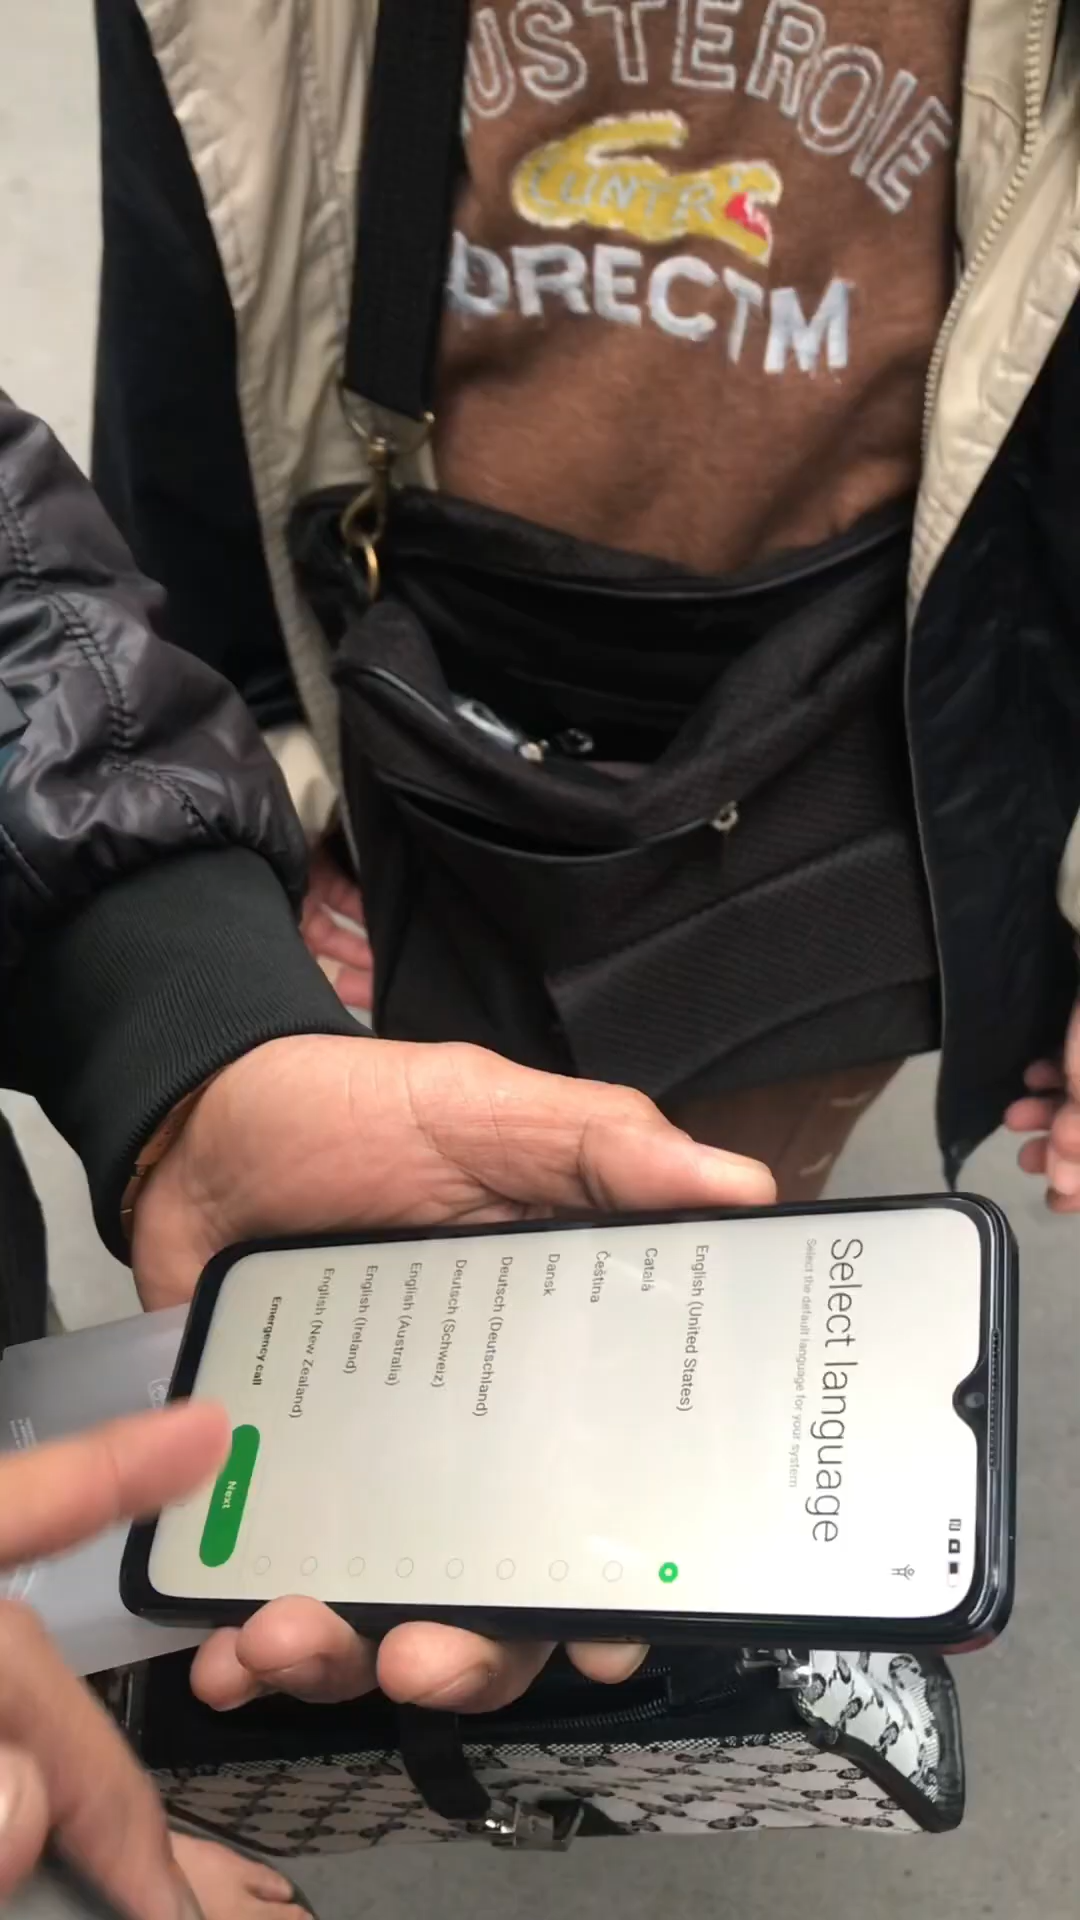 USTEROIE
CUNTR'S
DRECTM
Select language
Select the default language for your system
English (United States)
Català
Čeština
Dansk
Deutsch (Deutschland)
Deutsch (Schweiz)
English (Australia)
English (Ireland)
English (New Zealand)
Emergency call
Next